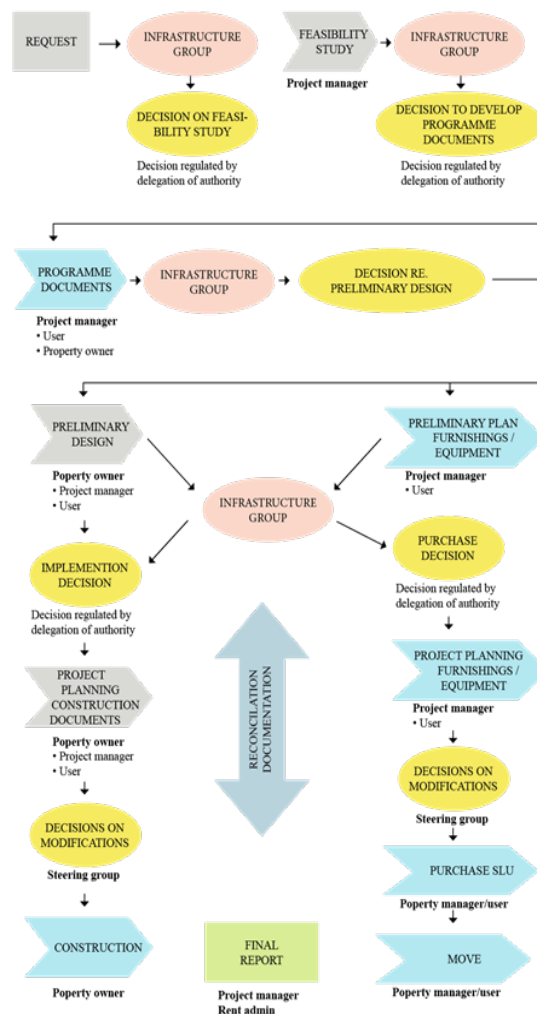 REQUEST
INFRASTRUCTURE
GROUP
FEASIBILITY
STUDY
INFRASTRUCTURE
GROUP
Project manager
DECISION ON FEASI-
BILITY STUDY
DECISION TO DEVELOP
PROGRAMME
DOCUMENTS
Decision regulated by
delegation of authority
Decision regulated by
delegation of authority
PROGRAMME
DOCUMENTS
INFRASTRUCTURE
GROUP
DECISION RE.
PRELIMINARY DESIGN
Project manager
• User
• Property owner
PRELIMINARY
DESIGN
PRELIMINARY PLAN
FURNISHINGS /
EQUIPMENT
Poperty owner
• Project manager
• User
Project manager
• User
INFRASTRUCTURE
GROUP
IMPLEMENTION
DECISION
PURCHASE
DECISION
Decision regulated by
delegation of authority
Decision regulated by
delegation of authority
PROJECT
PLANNING
CONSTRUCTION
DOCUMENTS
PROJECT PLANNING
FURNISHINGS /
EQUIPMENT
RECONCILATION
DOCUMENTATION
Poperty owner
• Project manager
• User
Project manager
• User
DECISIONS ON
MODIFICATIONS
Steering group
DECISIONS ON
MODIFICATIONS
Steering group
PURCHASE SLU
Poperty manager/user
CONSTRUCTION
Poperty owner
FINAL
REPORT
Project manager
Rent admin
MOVE
Poperty manager/user